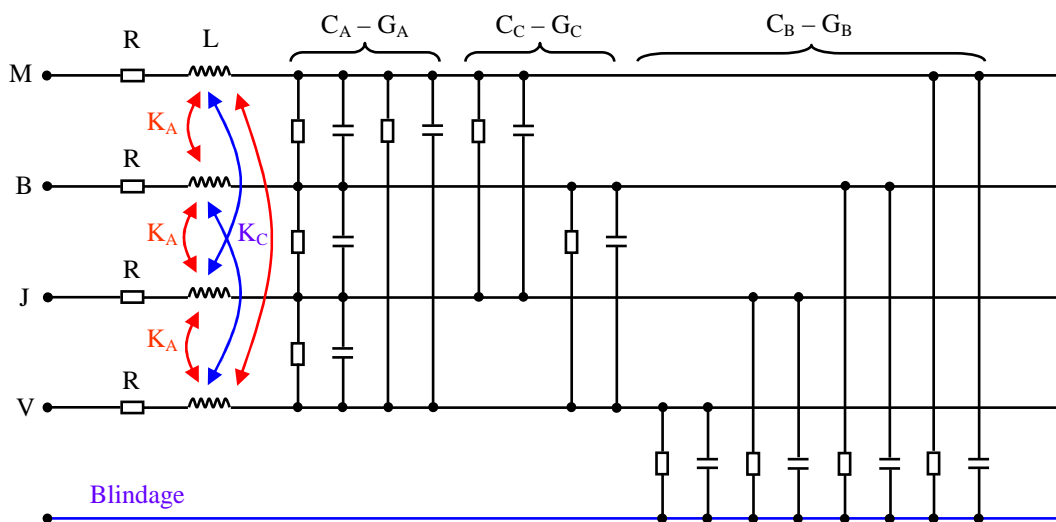 R L C_A – G_A C_C – G_C C_B – G_B
M
K_A
R
B
K_A K_C
R
J
K_A
R
V
Blindage